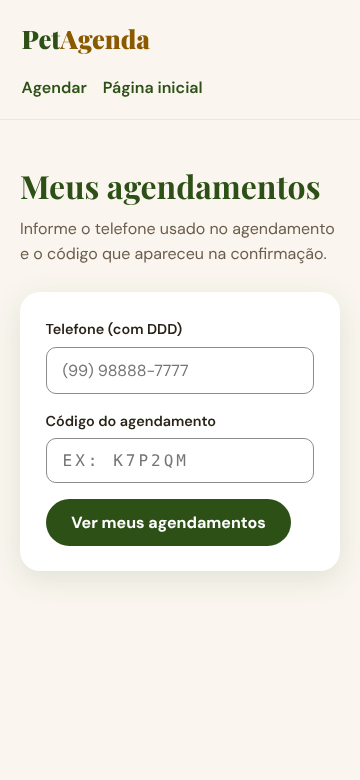 PetAgenda
Agendar Página inicial
Meus agendamentos
Informe o telefone usado no agendamento
e o código que apareceu na confirmação.
Telefone (com DDD)
(99) 98888-7777
Código do agendamento
EX: K7P2QM
Ver meus agendamentos